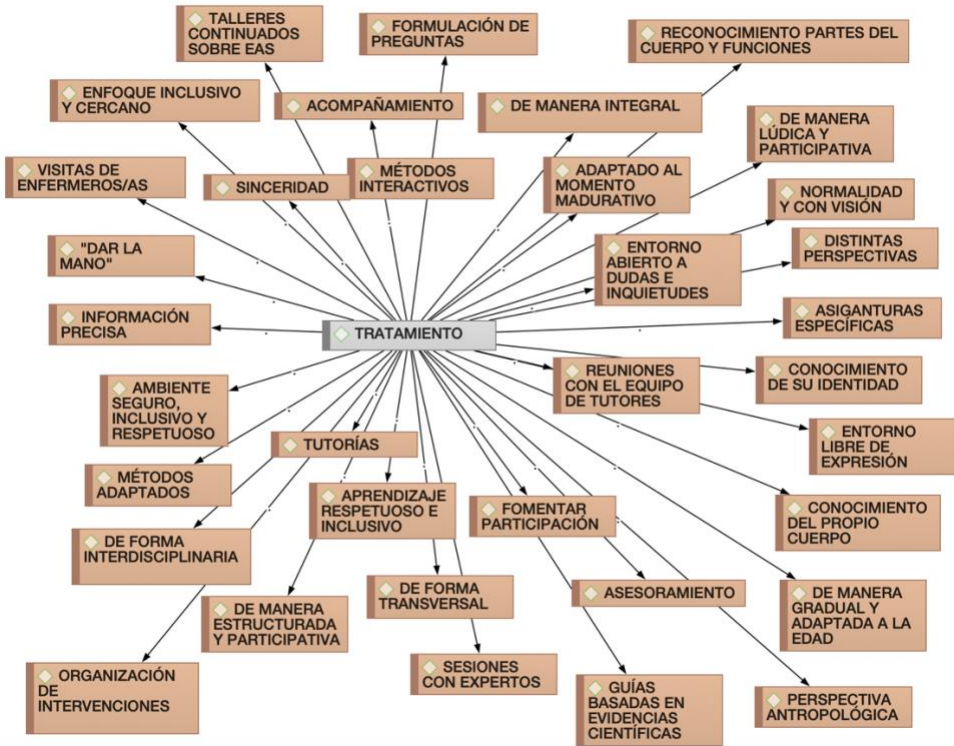 TALLERES
CONTINUADOS
SOBRE EAS
FORMULACIÓN DE
PREGUNTAS
RECONOCIMIENTO PARTES DEL
CUERPO Y FUNCIONES
ENFOQUE INCLUSIVO
Y CERCANO
ACOMPAÑAMIENTO
DE MANERA INTEGRAL
DE MANERA
LÚDICA Y
PARTICIPATIVA
VISITAS DE
ENFERMEROS/AS
SINCERIDAD
MÉTODOS
INTERACTIVOS
ADAPTADO AL
MOMENTO
MADURATIVO
NORMALIDAD
Y CON VISIÓN
"DAR LA
MANO"
ENTORNO
ABIERTO A
DUDAS E
INQUIETUDES
DISTINTAS
PERSPECTIVAS
INFORMACIÓN
PRECISA
TRATAMIENTO
ASIGANTURAS
ESPECÍFICAS
AMBIENTE
SEGURO,
INCLUSIVO Y
RESPETUOSO
REUNIONES
CON EL EQUIPO
DE TUTORES
CONOCIMIENTO
DE SU IDENTIDAD
TUTORÍAS
ENTORNO
LIBRE DE
EXPRESIÓN
MÉTODOS
ADAPTADOS
APRENDIZAJE
RESPETUOSO E
INCLUSIVO
FOMENTAR
PARTICIPACIÓN
CONOCIMIENTO
DEL PROPIO
CUERPO
DE FORMA
INTERDISCIPLINARIA
DE FORMA
TRANSVERSAL
ASESORAMIENTO
DE MANERA
GRADUAL Y
ADAPTADA A LA
EDAD
DE MANERA
ESTRUCTURADA
Y PARTICIPATIVA
ORGANIZACIÓN
DE
INTERVENCIONES
SESIONES
CON EXPERTOS
GUÍAS
BASADAS EN
EVIDENCIAS
CIENTÍFICAS
PERSPECTIVA
ANTROPOLÓGICA